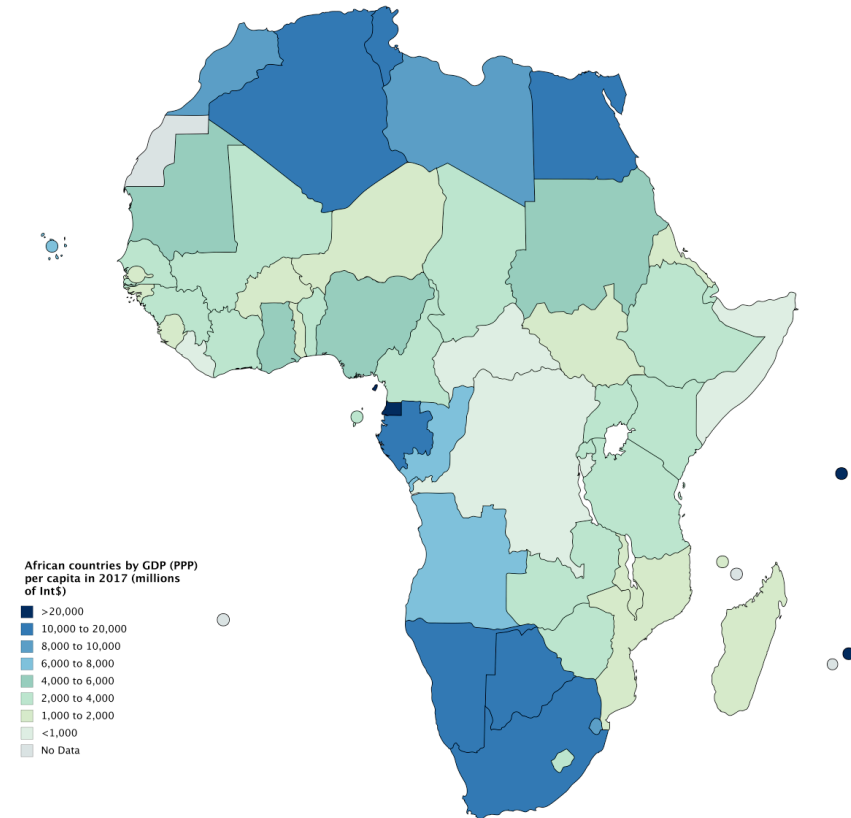 African countries by GDP (PPP)
per capita in 2017 (millions
of Int$)
>20,000
10,000 to 20,000
8,000 to 10,000
6,000 to 8,000
4,000 to 6,000
2,000 to 4,000
1,000 to 2,000
<1,000
No Data